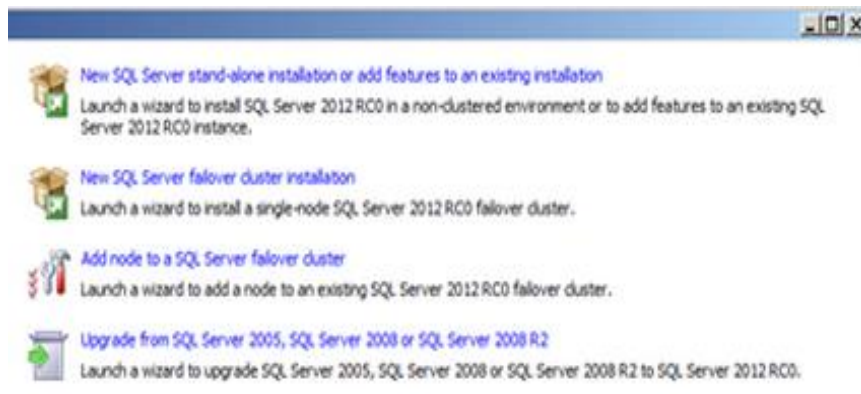 New SQL Server stand-alone installation or add features to an existing installation
Launch a wizard to install SQL Server 2012 RC0 in a non-clustered environment or to add features to an existing SQL
Server 2012 RC0 instance.
New SQL Server failover cluster installation
Launch a wizard to install a single-node SQL Server 2012 RC0 failover cluster.
Add node to a SQL Server failover cluster
Launch a wizard to add a node to an existing SQL Server 2012 RC0 failover cluster.
Upgrade from SQL Server 2005, SQL Server 2008 or SQL Server 2008 R2
Launch a wizard to upgrade SQL Server 2005, SQL Server 2008 or SQL Server 2008 R2 to SQL Server 2012 RC0.